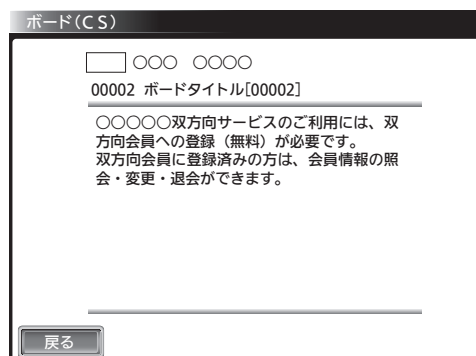 ボード(CS)
○○○ ○○○○
00002 ボードタイトル[00002]
○○○○○双方向サービスのご利用には、双
方向会員への登録（無料）が必要です。
双方向会員に登録済みの方は、会員情報の照
会・変更・退会ができます。
戻る